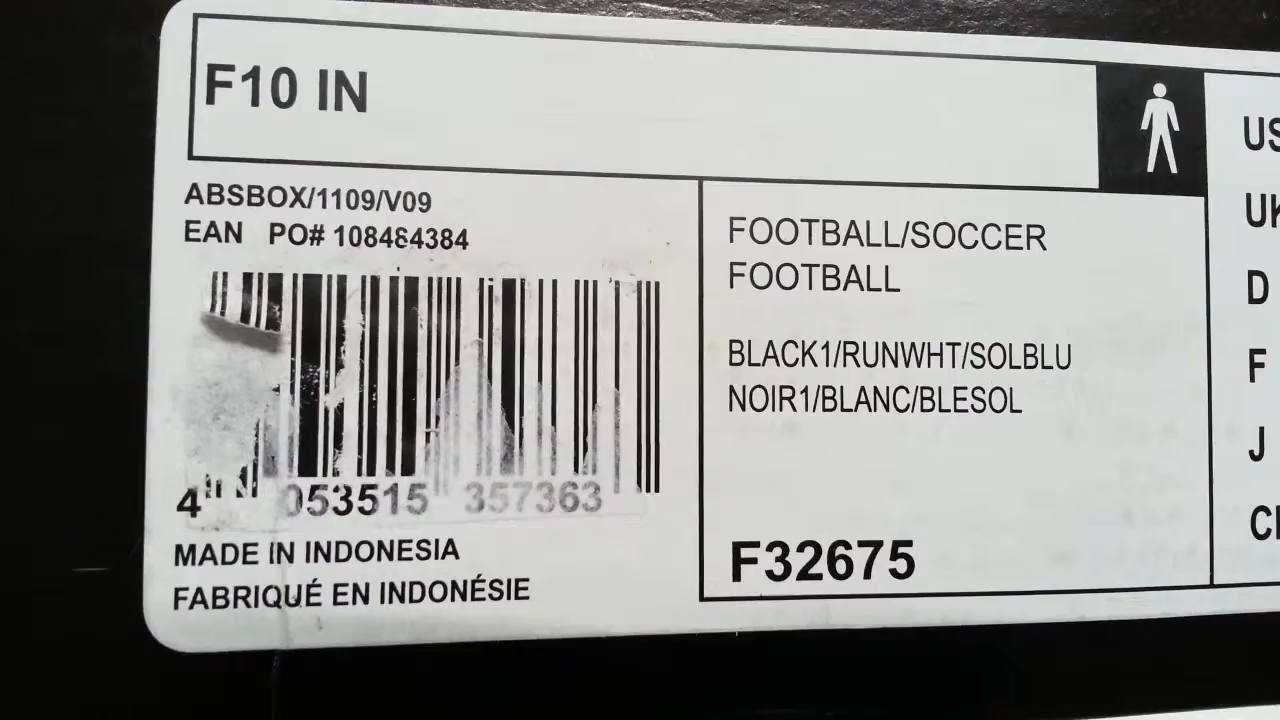 F10 IN
ABSBOX/1109/V09
EAN PO# 108484384
4 053515 357363
MADE IN INDONESIA
FABRIQUÉ EN INDONÉSIE
FOOTBALL/SOCCER
FOOTBALL
BLACK1/RUNWHT/SOLBLU
NOIR1/BLANC/BLESOL
F32675
US
UK
D
F
J